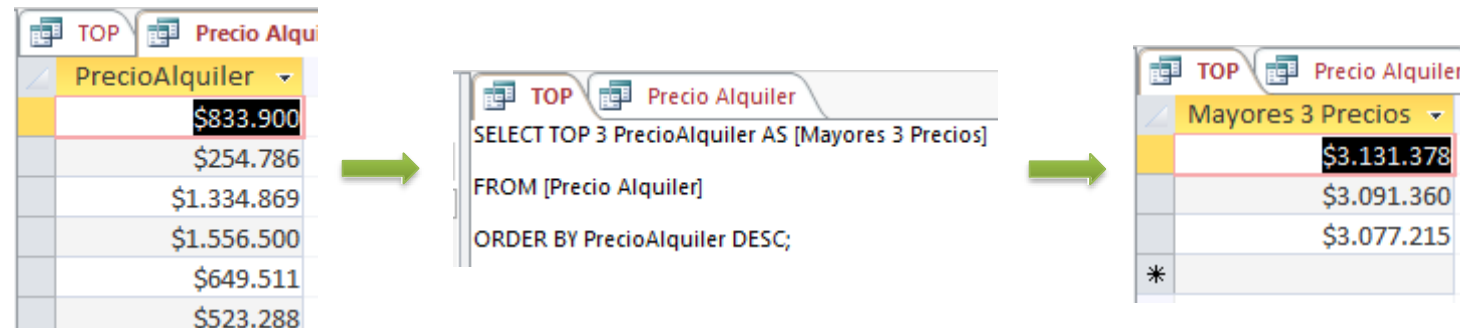 TOP Precio Alqui
PrecioAlquiler
$833.900
$254.786
$1.334.869
$1.556.500
$649.511
$523.288
TOP Precio Alquiler
SELECT TOP 3 PrecioAlquiler AS [Mayores 3 Precios]
FROM [Precio Alquiler]
ORDER BY PrecioAlquiler DESC;
TOP Precio Alquiler
Mayores 3 Precios
$3.131.378
$3.091.360
$3.077.215